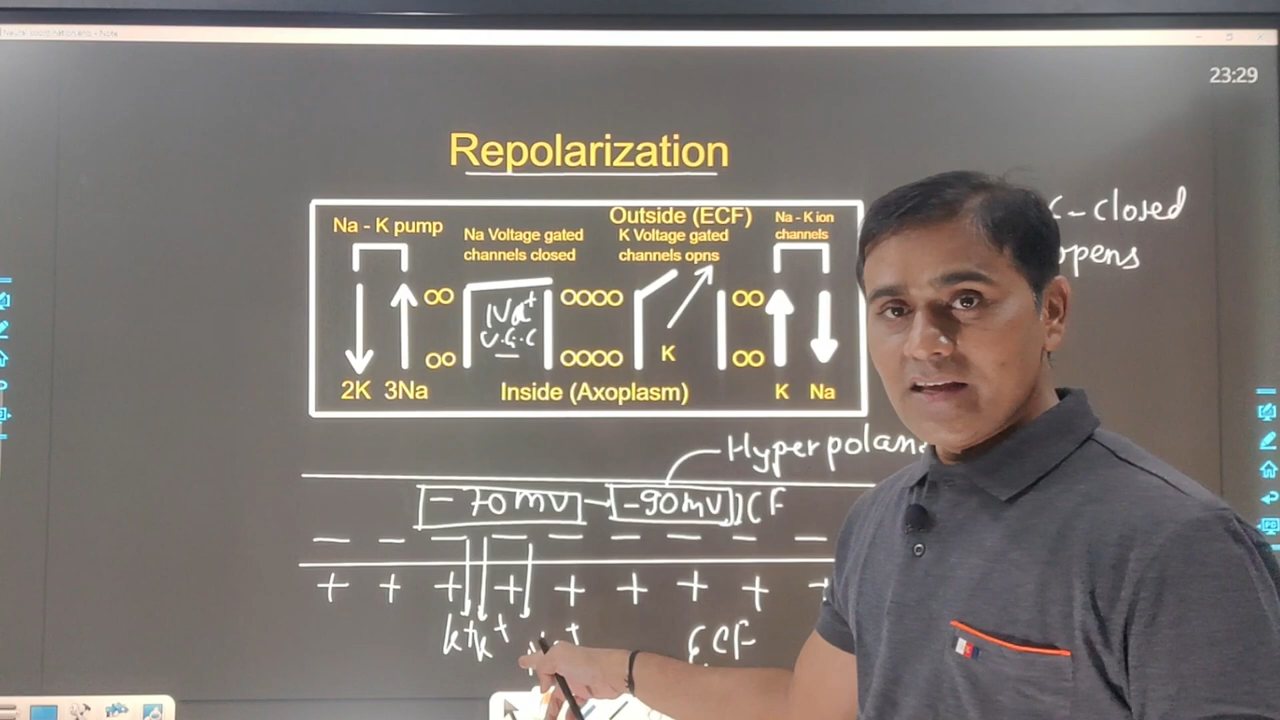 23:29
Repolarization
Na - K pump
Na Voltage gated
channels closed
Outside (ECF)
K Voltage gated
channels opns
Na - K ion
channels
- closed
opens
Na+
V.G.C
K
2K 3Na
Inside (Axoplasm)
K Na
Hyperpolar
-70mV
-90mV
ICF
K+ K+
ECF